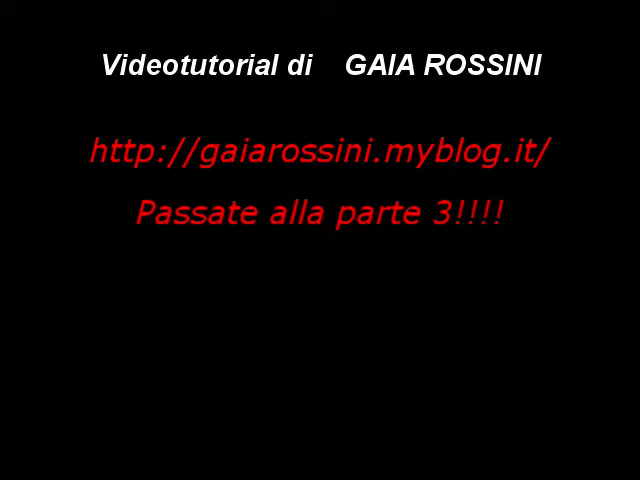 Videotutorial di GAIA ROSSINI
http://gaiarossini.myblog.it/
Passate alla parte 3!!!!